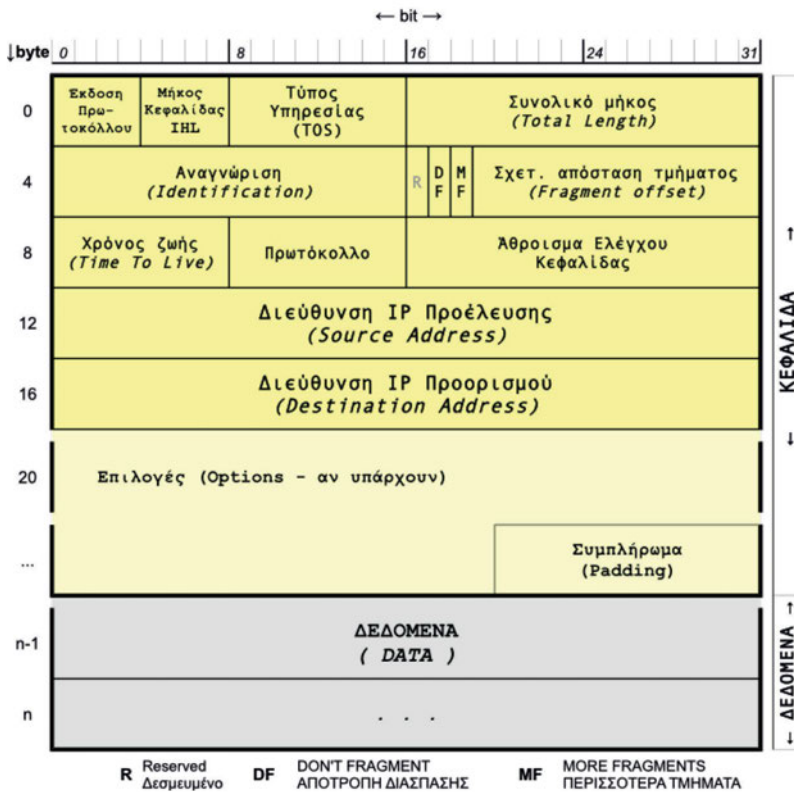 ← bit →
↓byte 0 8 16 24 31
0 Έκδοση Πρω- τοκόλλου Μήκος Κεφαλίδας IHL Τύπος Υπηρεσίας (TOS) Συνολικό μήκος (Total Length)
4 Αναγνώριση (Identification) R DF MF Σχετ. απόσταση τμήματος (Fragment offset)
8 Χρόνος ζωής (Time To Live) Πρωτόκολλο Άθροισμα Ελέγχου Κεφαλίδας
12 Διεύθυνση IP Προέλευσης
(Source Address)
16 Διεύθυνση IP Προορισμού
(Destination Address)
↑ ΚΕΦΑΛΙΔΑ ↓
20 Επιλογές (Options - αν υπάρχουν)
... Συμπλήρωμα
(Padding)
n-1 ΔΕΔΟΜΕΝΑ
( DATA )
n . . .
↑ ΔΕΔΟΜΕΝΑ ↓
R Reserved Δεσμευμένο DF DON'T FRAGMENT ΑΠΟΤΡΟΠΗ ΔΙΑΣΠΑΣΗΣ MF MORE FRAGMENTS ΠΕΡΙΣΣΟΤΕΡΑ ΤΜΗΜΑΤΑ